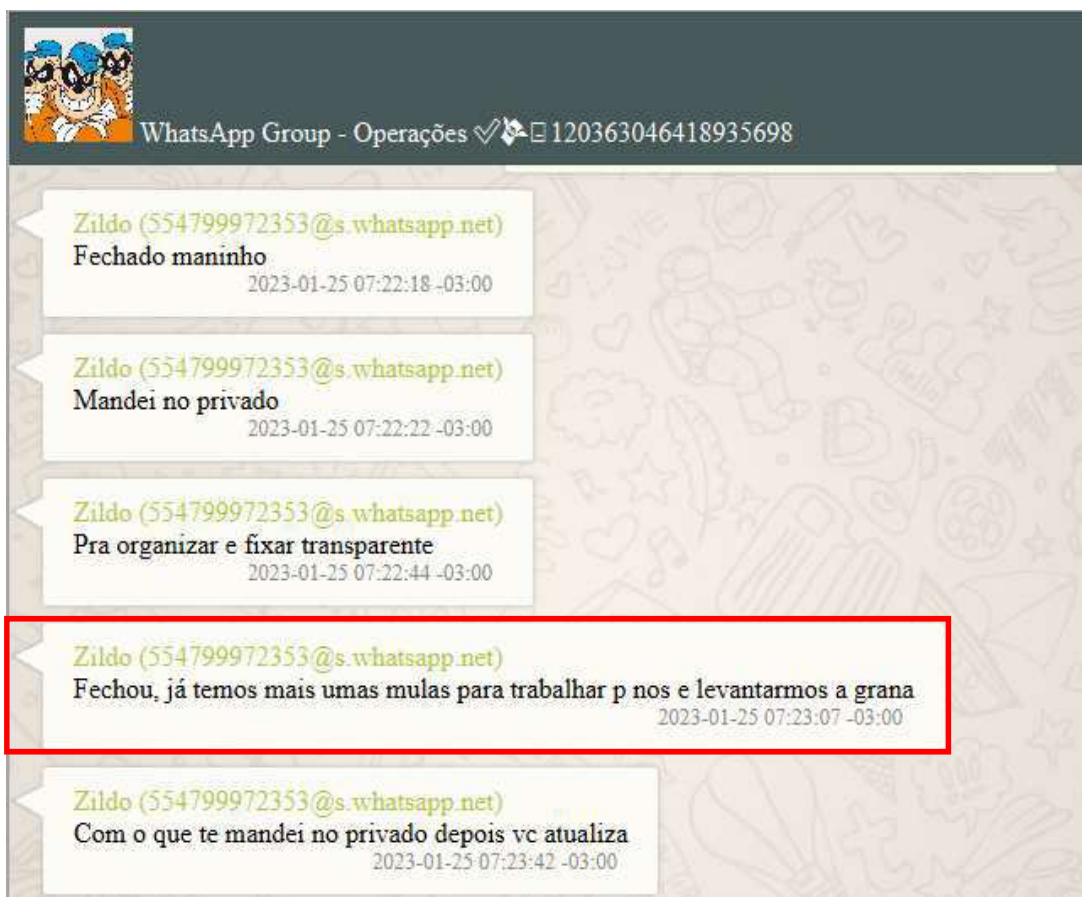 WhatsApp Group - Operações 120363046418935698
Zildo (554799972353@s.whatsapp.net)
Fechado maninho
2023-01-25 07:22:18 -03:00
Zildo (554799972353@s.whatsapp.net)
Mandei no privado
2023-01-25 07:22:22 -03:00
Zildo (554799972353@s.whatsapp.net)
Pra organizar e fixar transparente
2023-01-25 07:22:44 -03:00
Zildo (554799972353@s.whatsapp.net)
Fechou, já temos mais umas mulas para trabalhar p nos e levantarmos a grana
2023-01-25 07:23:07 -03:00
Zildo (554799972353@s.whatsapp.net)
Com o que te mandei no privado depois vc atualiza
2023-01-25 07:23:42 -03:00